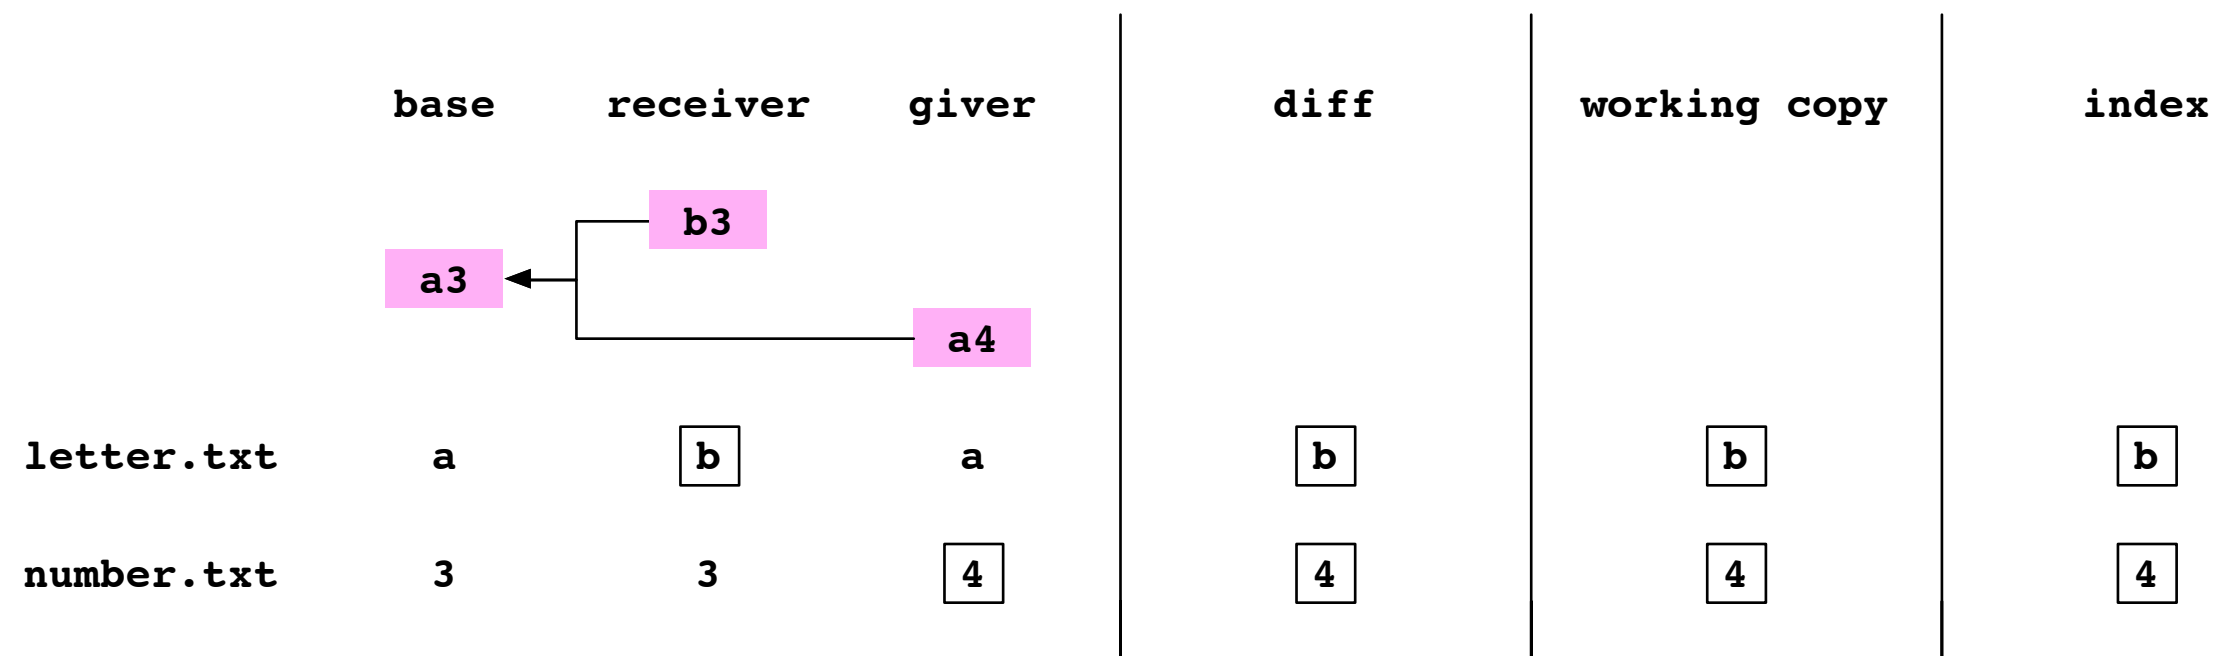 base receiver giver diff working copy index
b3
a3
a4
letter.txt a b a b b b
number.txt 3 3 4 4 4 4